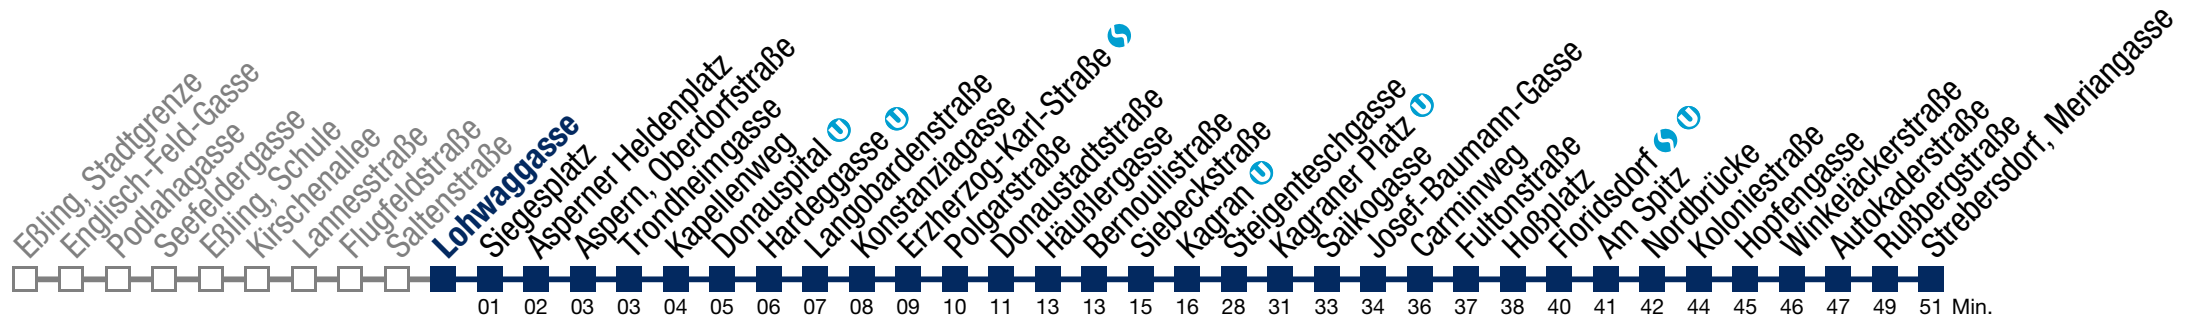 Eßling, Stadtgrenze
Englisch-Feld-Gasse
Podlahagasse
Seefeldergasse
Eßling, Schule
Kirschenallee
Lannesstraße
Flugfeldstraße
Saltenstraße
Lohwaggasse
Siegesplatz
Asperner Heldenplatz
Aspern, Oberdorfstraße
Trondheimgasse
Kapellenweg
Donauspital U
Hardeggasse U
Langobardenstraße
Konstanziagasse
Erzherzog-Karl-Straße S
Polgarstraße
Donaustadtstraße
Häußlergasse
Bernoullistraße
Siebeckstraße
Kagran U
Steigenteschgasse
Kagraner Platz U
Saikogasse
Josef-Baumann-Gasse
Carminweg
Fultonstraße
Hoßplatz
Floridsdorf S U
Am Spitz
Nordbrücke
Koloniestraße
Hopfengasse
Winkeläckerstraße
Autokaderstraße
Rußbergstraße
Strebersdorf, Meriangasse
01 02 03 03 04 05 06 07 08 09 10 11 13 13 15 16 28 31 33 34 36 37 38 40 41 42 44 45 46 47 49 51 Min.